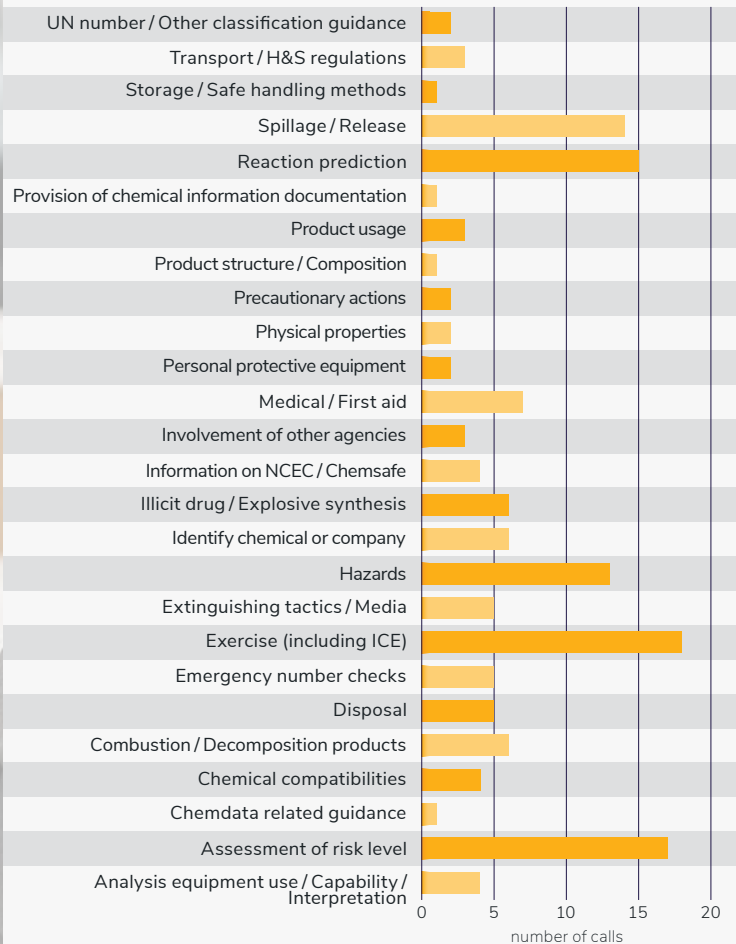 UN number / Other classification guidance
Transport / H&S regulations
Storage / Safe handling methods
Spillage / Release
Reaction prediction
Provision of chemical information documentation
Product usage
Product structure / Composition
Precautionary actions
Physical properties
Personal protective equipment
Medical / First aid
Involvement of other agencies
Information on NCEC / Chemsafe
Illicit drug / Explosive synthesis
Identify chemical or company
Hazards
Extinguishing tactics / Media
Exercise (including ICE)
Emergency number checks
Disposal
Combustion / Decomposition products
Chemical compatibilities
Chemdata related guidance
Assessment of risk level
Analysis equipment use / Capability /
Interpretation
0 5 10 15 20
number of calls